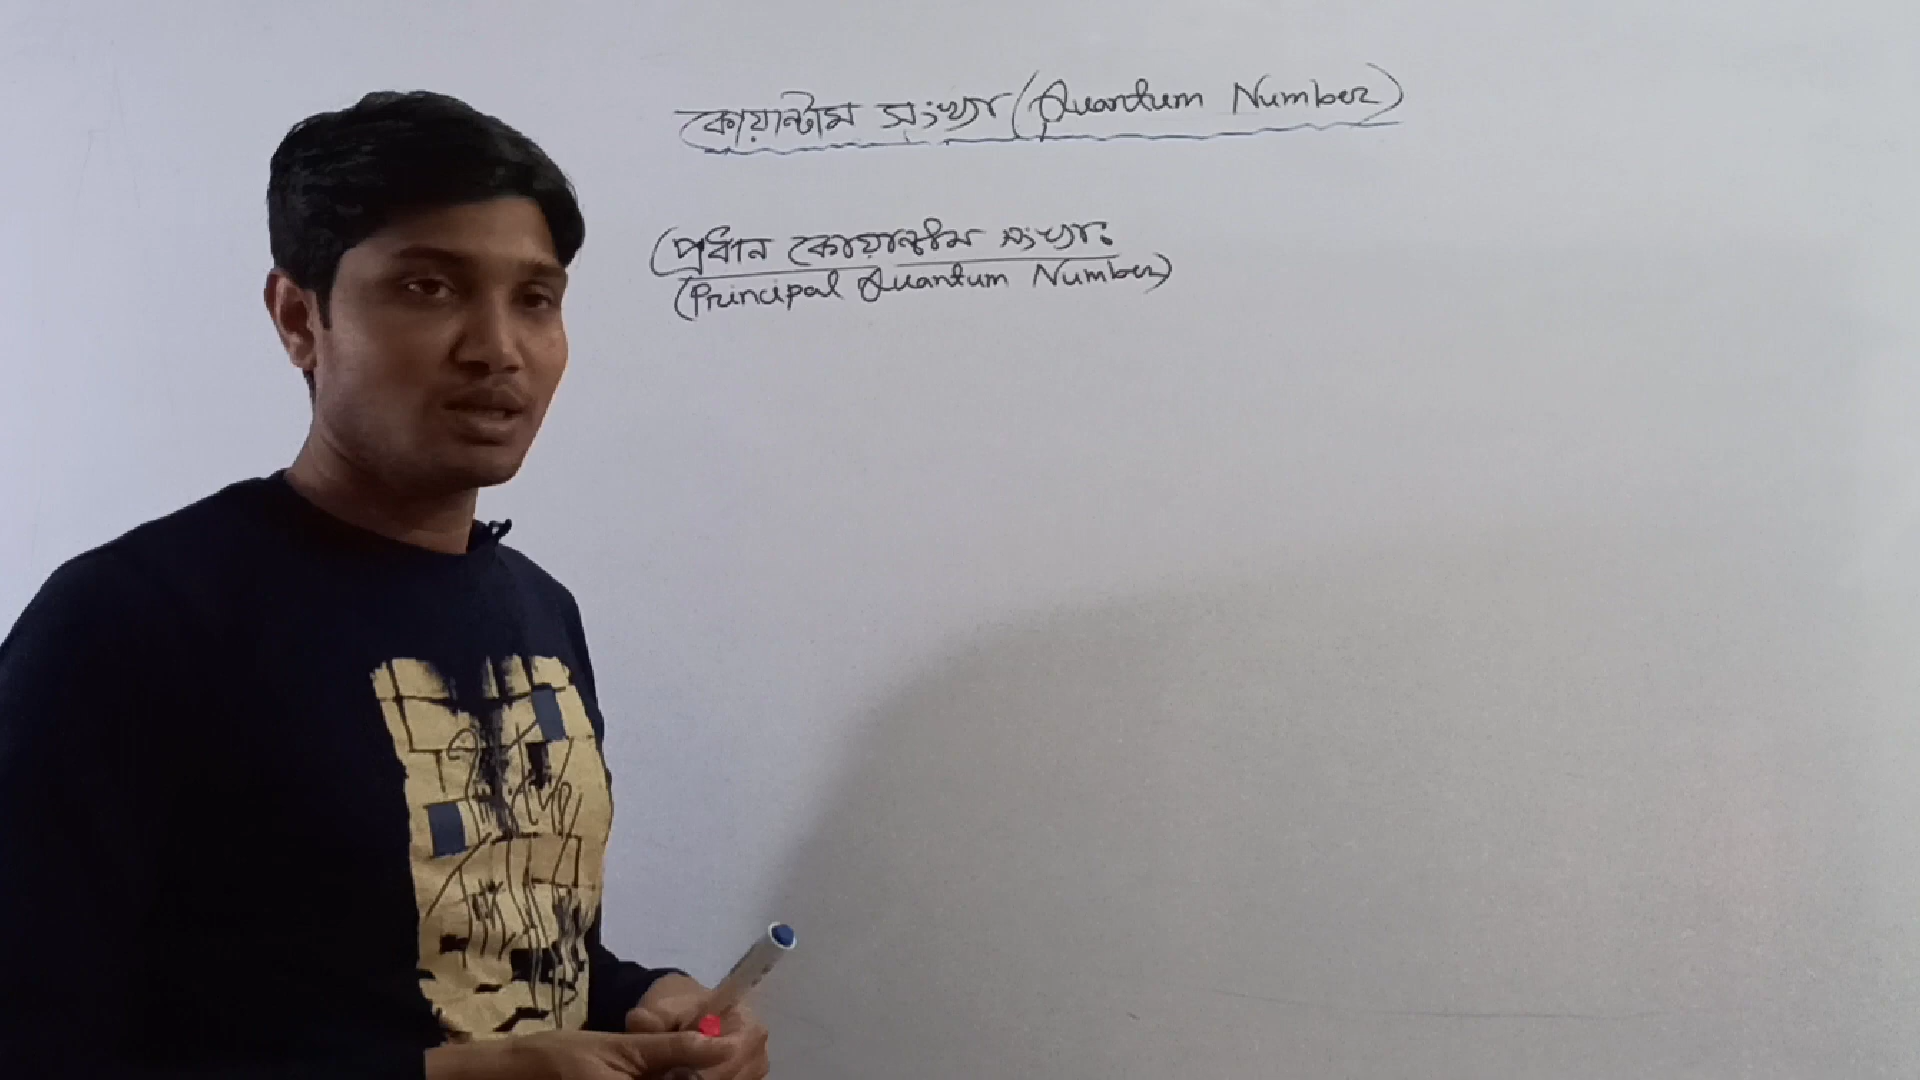 কোয়ান্টাম সংখ্যা (Quantum Number)
(প্রধান কোয়ান্টাম সংখ্যাঃ
(Principal Quantum Number)